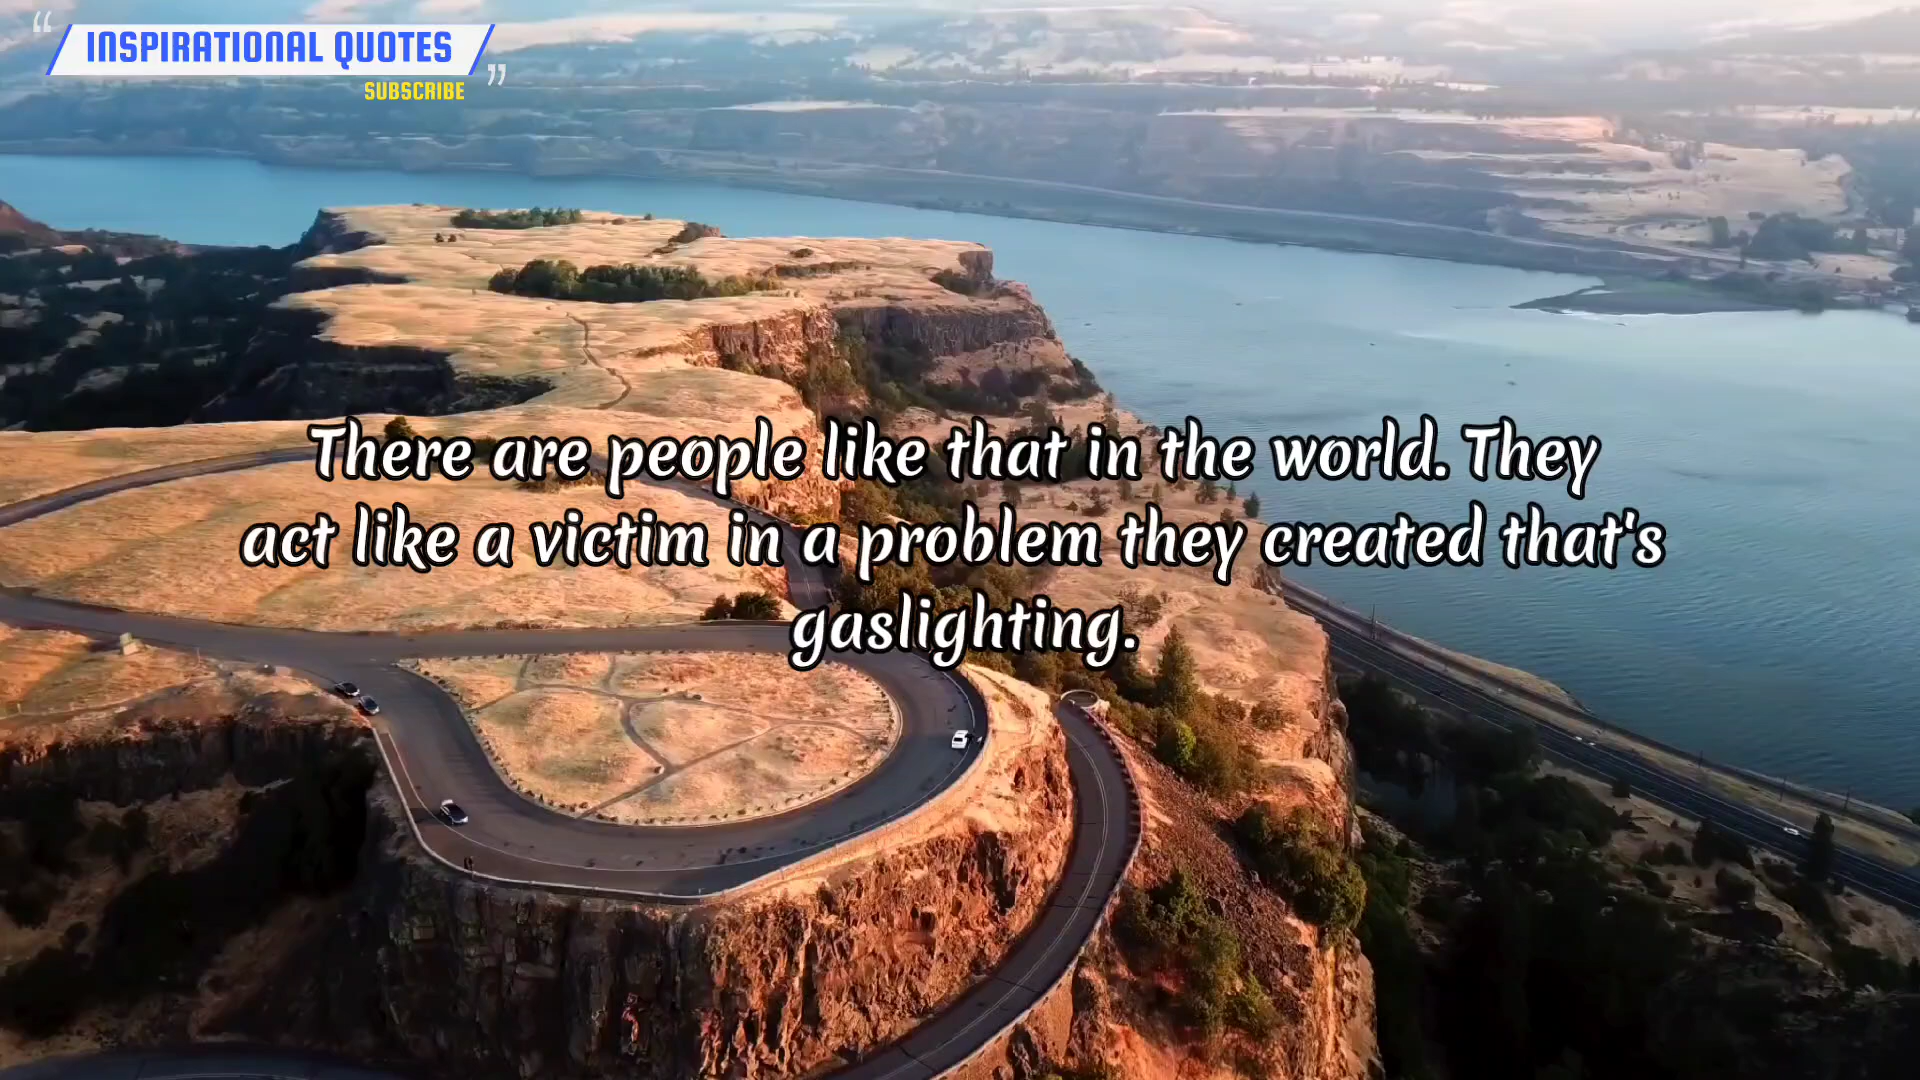 “
INSPIRATIONAL QUOTES
SUBSCRIBE
”
There are people like that in the world. They
act like a victim in a problem they created that's
gaslighting.